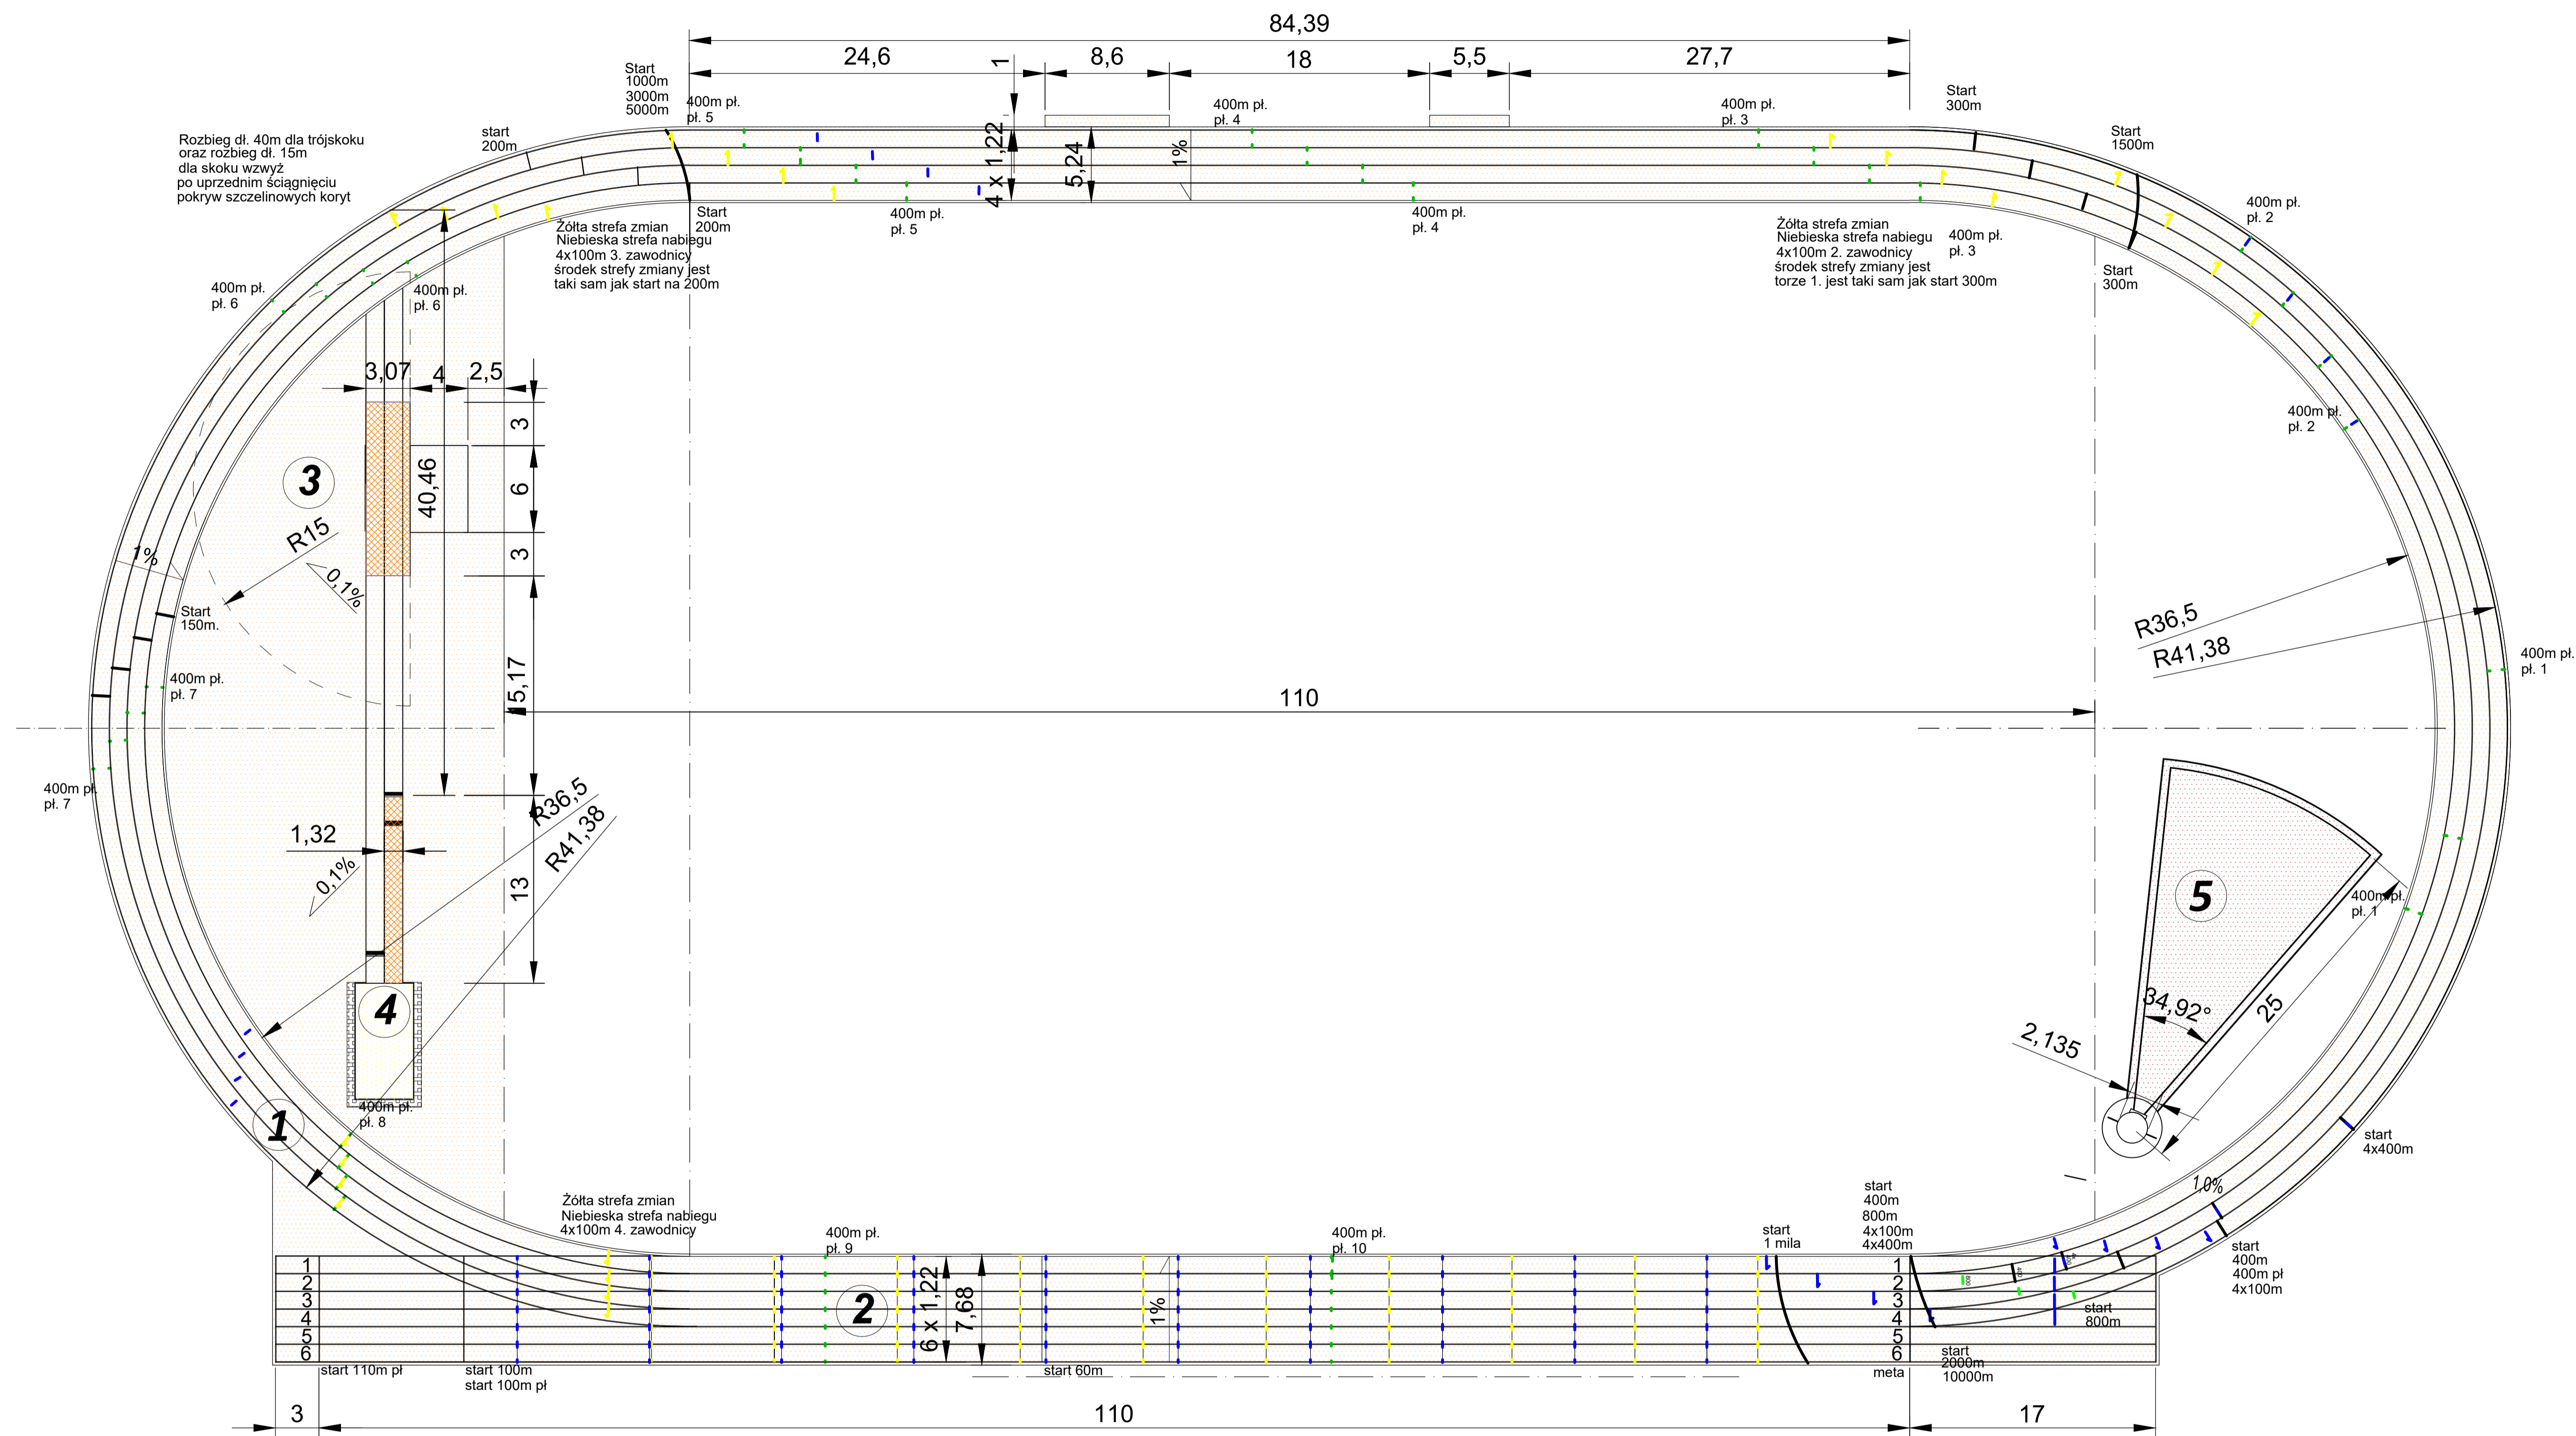 84,39
24,6
8,6
18
5,5
27,7
1
Start
1000m
3000m
5000m
400m pł.
pł. 5
400m pł.
pł. 4
400m pł.
pł. 3
Start
300m
Start
1500m
Rozbieg dł. 40m dla trójskoku
oraz rozbieg dł. 15m
dla skoku wzwyż
po uprzednim ściągnięciu
pokryw szczelinowych koryt
start
200m
4 x 1,22
5,24
1%
Start
200m
400m pł.
pł. 5
400m pł.
pł. 4
400m pł.
pł. 2
Żółta strefa zmian
Niebieska strefa nabiegu
4x100m 3. zawodnicy
środek strefy zmiany jest
taki sam jak start na 200m
Żółta strefa zmian
Niebieska strefa nabiegu
4x100m 2. zawodnicy
środek strefy zmiany jest
torze 1. jest taki sam jak start 300m
400m pł.
pł. 3
Start
300m
400m pł.
pł. 6
400m pł.
pł. 6
3,07
4
2,5
3
400m pł.
pł. 2
3
40,46
6
R15
3
1%
0,1%
Start
150m.
R36,5
R41,38
400m pł.
pł. 1
400m pł.
pł. 7
15,17
110
400m pł.
pł. 7
R36,5
R41,38
1,32
0,1%
13
5
400m pł.
pł. 1
34,92°
25
2,135
4
1
400m pł.
pł. 8
start
4x400m
1,0%
Żółta strefa zmian
Niebieska strefa nabiegu
4x100m 4. zawodnicy
400m pł.
pł. 9
400m pł.
pł. 10
start
1 mila
start
400m
800m
4x100m
4x400m
start
400m
400m pł
4x100m
1
2
3
4
5
6
2
6 x 1,22
7,68
1%
1
2
3
4
5
6
800
400
start
800m
start 110m pł
start 100m
start 100m pł
start 60m
meta
start
2000m
10000m
3
110
17